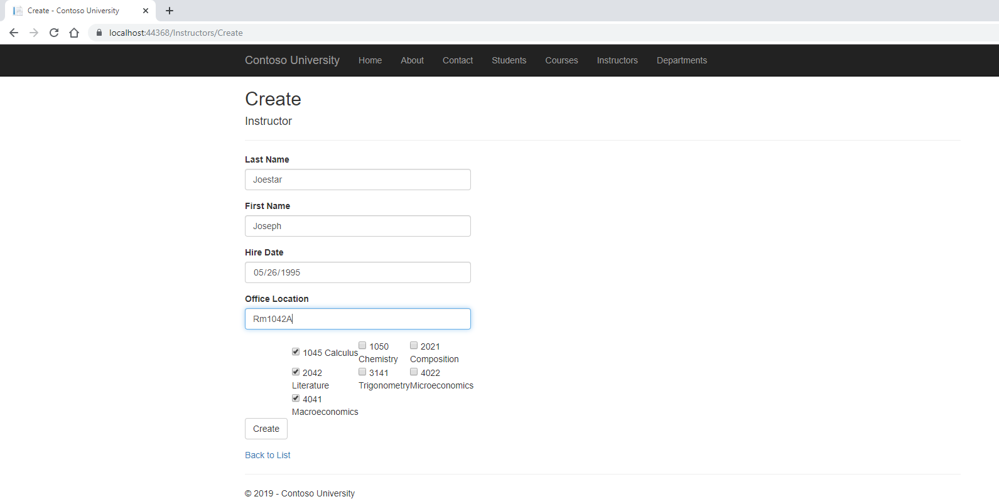 Create - Contoso University
localhost:44368/Instructors/Create
Contoso University Home About Contact Students Courses Instructors Departments
Create
Instructor
Last Name
Joestar
First Name
Joseph
Hire Date
05/26/1995
Office Location
Rm1042A
1045 Calculus
1050
Chemistry
2021
Composition
2042
Literature
3141
Trigonometry
4022
Microeconomics
4041
Macroeconomics
Create
Back to List
© 2019 - Contoso University